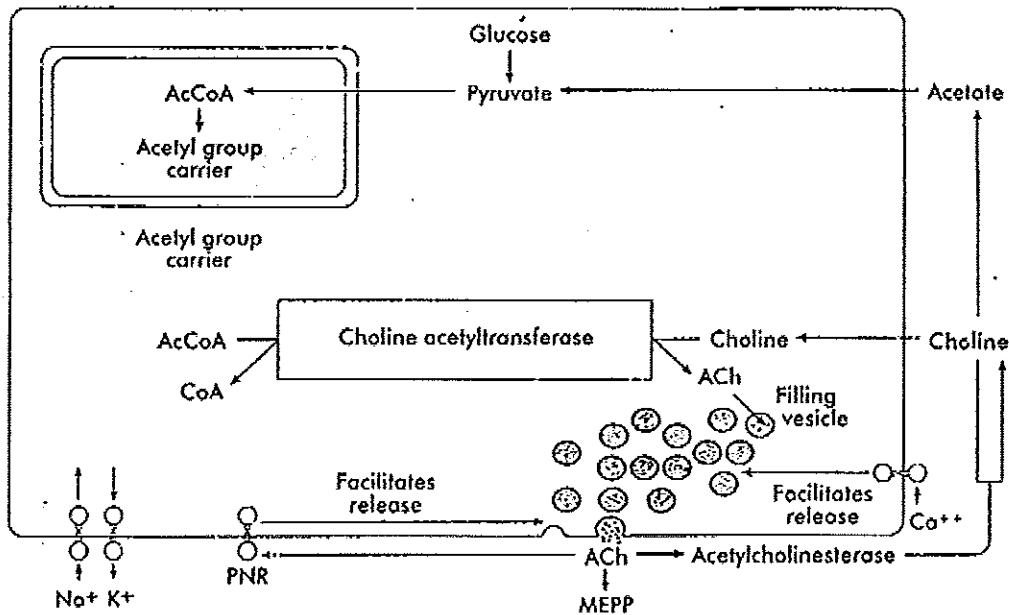 Glucose
AcCoA
Pyruvate
Acetate
Acetyl group
carrier
Acetyl group
carrier
AcCoA
Choline acetyltransferase
Choline
Choline
CoA
ACh
Filling
vesicle
Facilitates
release
Facilitates
release
Ca++
PNR
ACh
Acetylcholinesterase
Na+ K+
MEPP